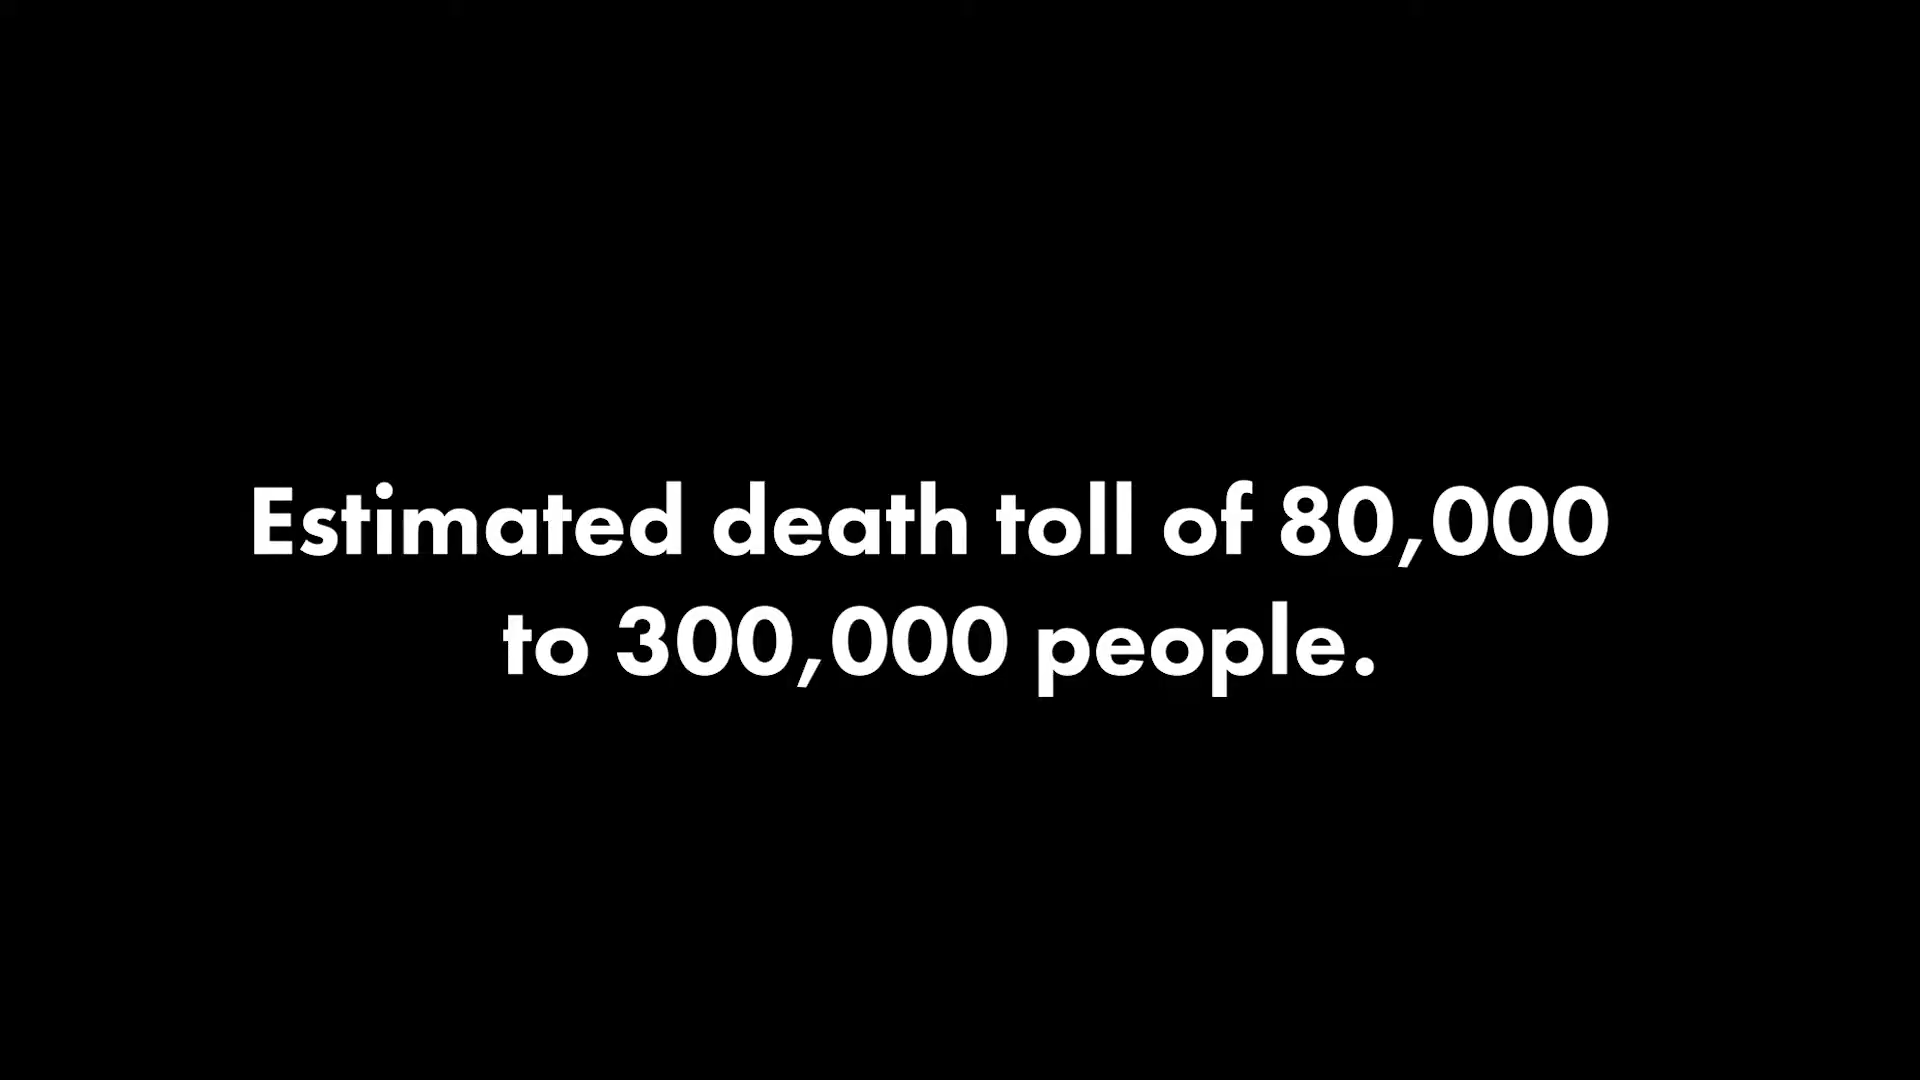 Estimated death toll of 80,000
to 300,000 people.